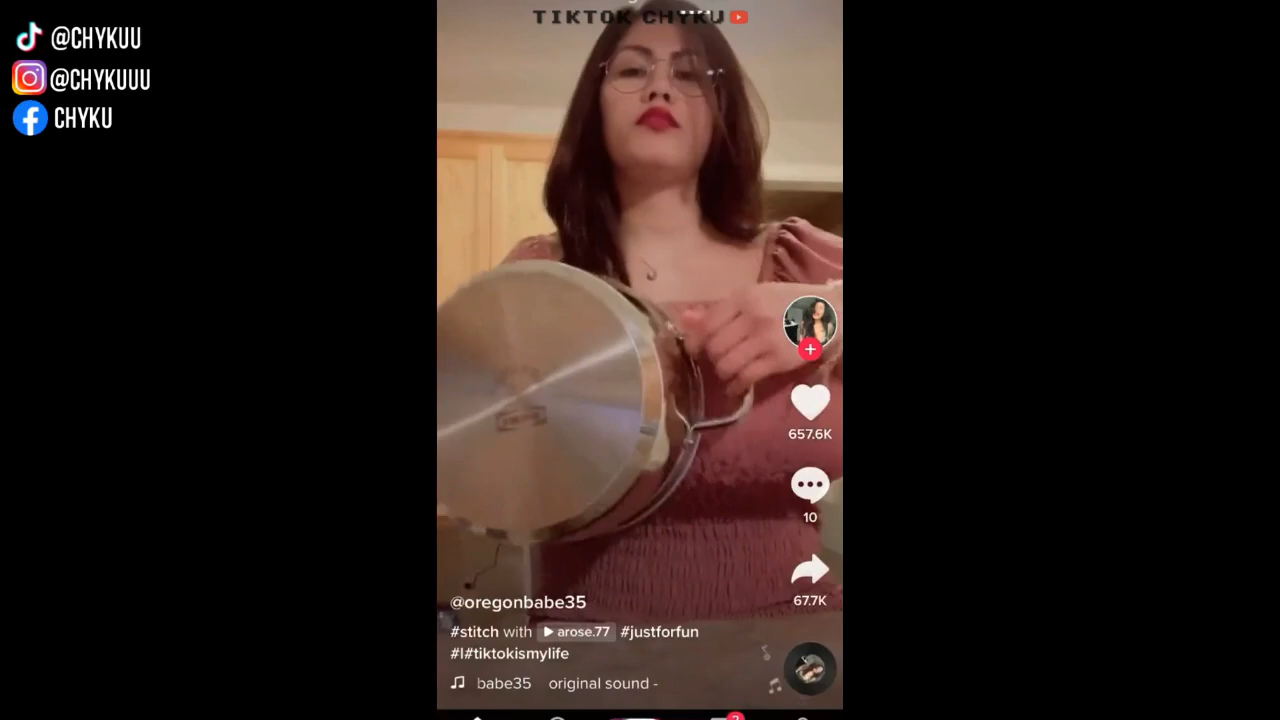 @CHYKUU
@CHYKUUU
CHYKU
TIKTOK CHYKU
657.6K
10
67.7K
@oregonbabe35
#stitch with arose.77 #justforfun
#l#tiktokismylife
babe35 original sound -
2